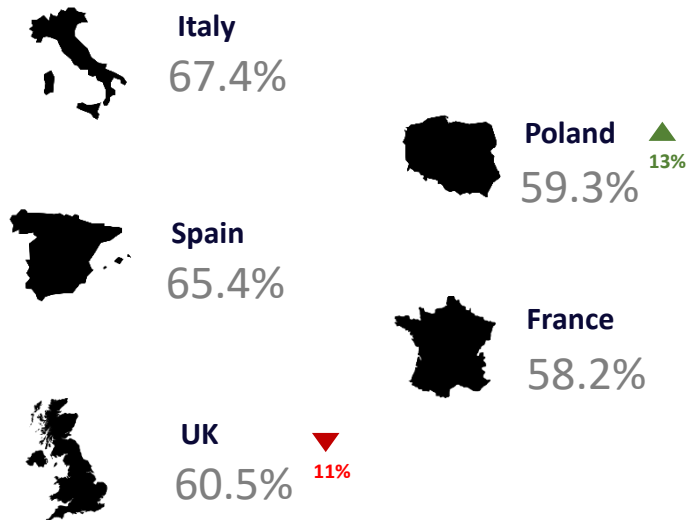 Italy
67.4%
Spain
65.4%
UK
60.5%
11%
Poland
59.3%
13%
France
58.2%